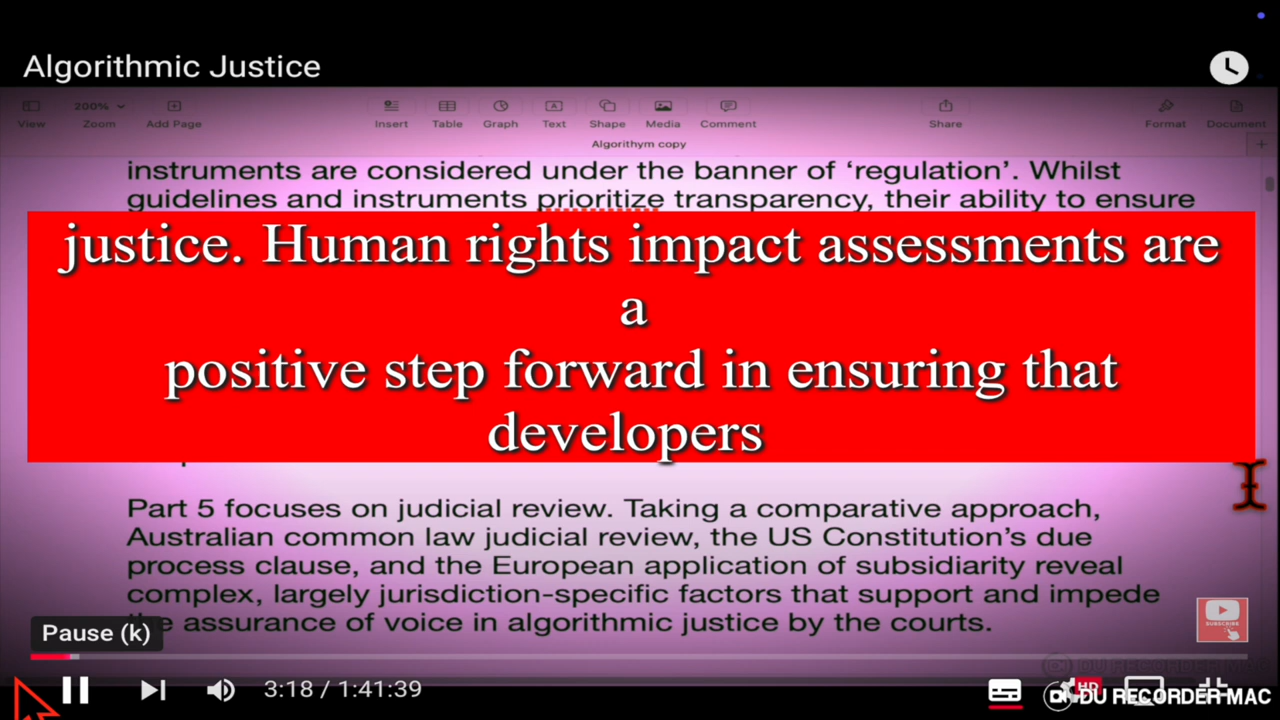 Algorithmic Justice
200%
View Zoom Add Page Insert Table Graph Text Shape Media Comment Share Format Document
Algorithym copy
instruments are considered under the banner of ‘regulation’. Whilst
guidelines and instruments prioritize transparency, their ability to ensure
justice. Human rights impact assessments are
a
positive step forward in ensuring that
developers
Part 5 focuses on judicial review. Taking a comparative approach,
Australian common law judicial review, the US Constitution’s due
process clause, and the European application of subsidiarity reveal
complex, largely jurisdiction-specific factors that support and impede
assurance of voice in algorithmic justice by the courts.
Pause (k)
SUBSCRIBE
DU RECORDER MAC
3:18 / 1:41:39
HD
DU RECORDER MAC